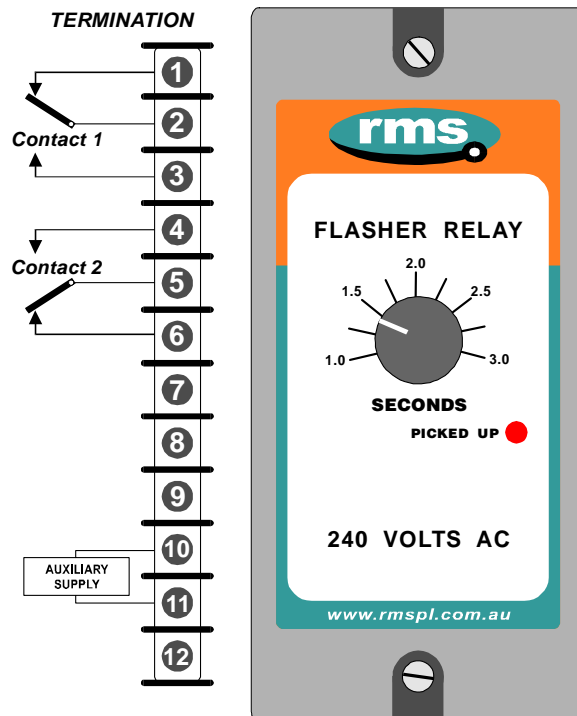 TERMINATION
1
2
Contact 1
3
4
Contact 2
5
6
7
8
9
10
AUXILIARY
SUPPLY
11
12
rms
FLASHER RELAY
2.0
1.5
2.5
1.0
3.0
SECONDS
PICKED UP
240 VOLTS AC
www.rmspl.com.au